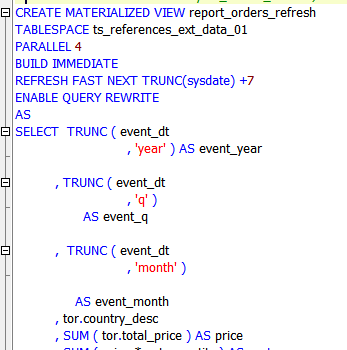 CREATE MATERIALIZED VIEW report_orders_refresh
TABLESPACE ts_references_ext_data_01
PARALLEL 4
BUILD IMMEDIATE
REFRESH FAST NEXT TRUNC(sysdate) +7
ENABLE QUERY REWRITE
AS
SELECT TRUNC ( event_dt
, 'year' ) AS event_year
, TRUNC ( event_dt
, 'q' )
AS event_q
, TRUNC ( event_dt
, 'month' )
AS event_month
, tor.country_desc
, SUM ( tor.total_price ) AS price